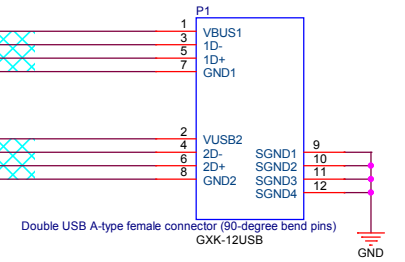 P1
1 VBUS1
3 1D-
5 1D+
7 GND1
2 VUSB2
4 2D- SGND1 9
6 2D+ SGND2 10
8 GND2 SGND3 11
SGND4 12
Double USB A-type female connector (90-degree bend pins)
GXK-12USB
GND